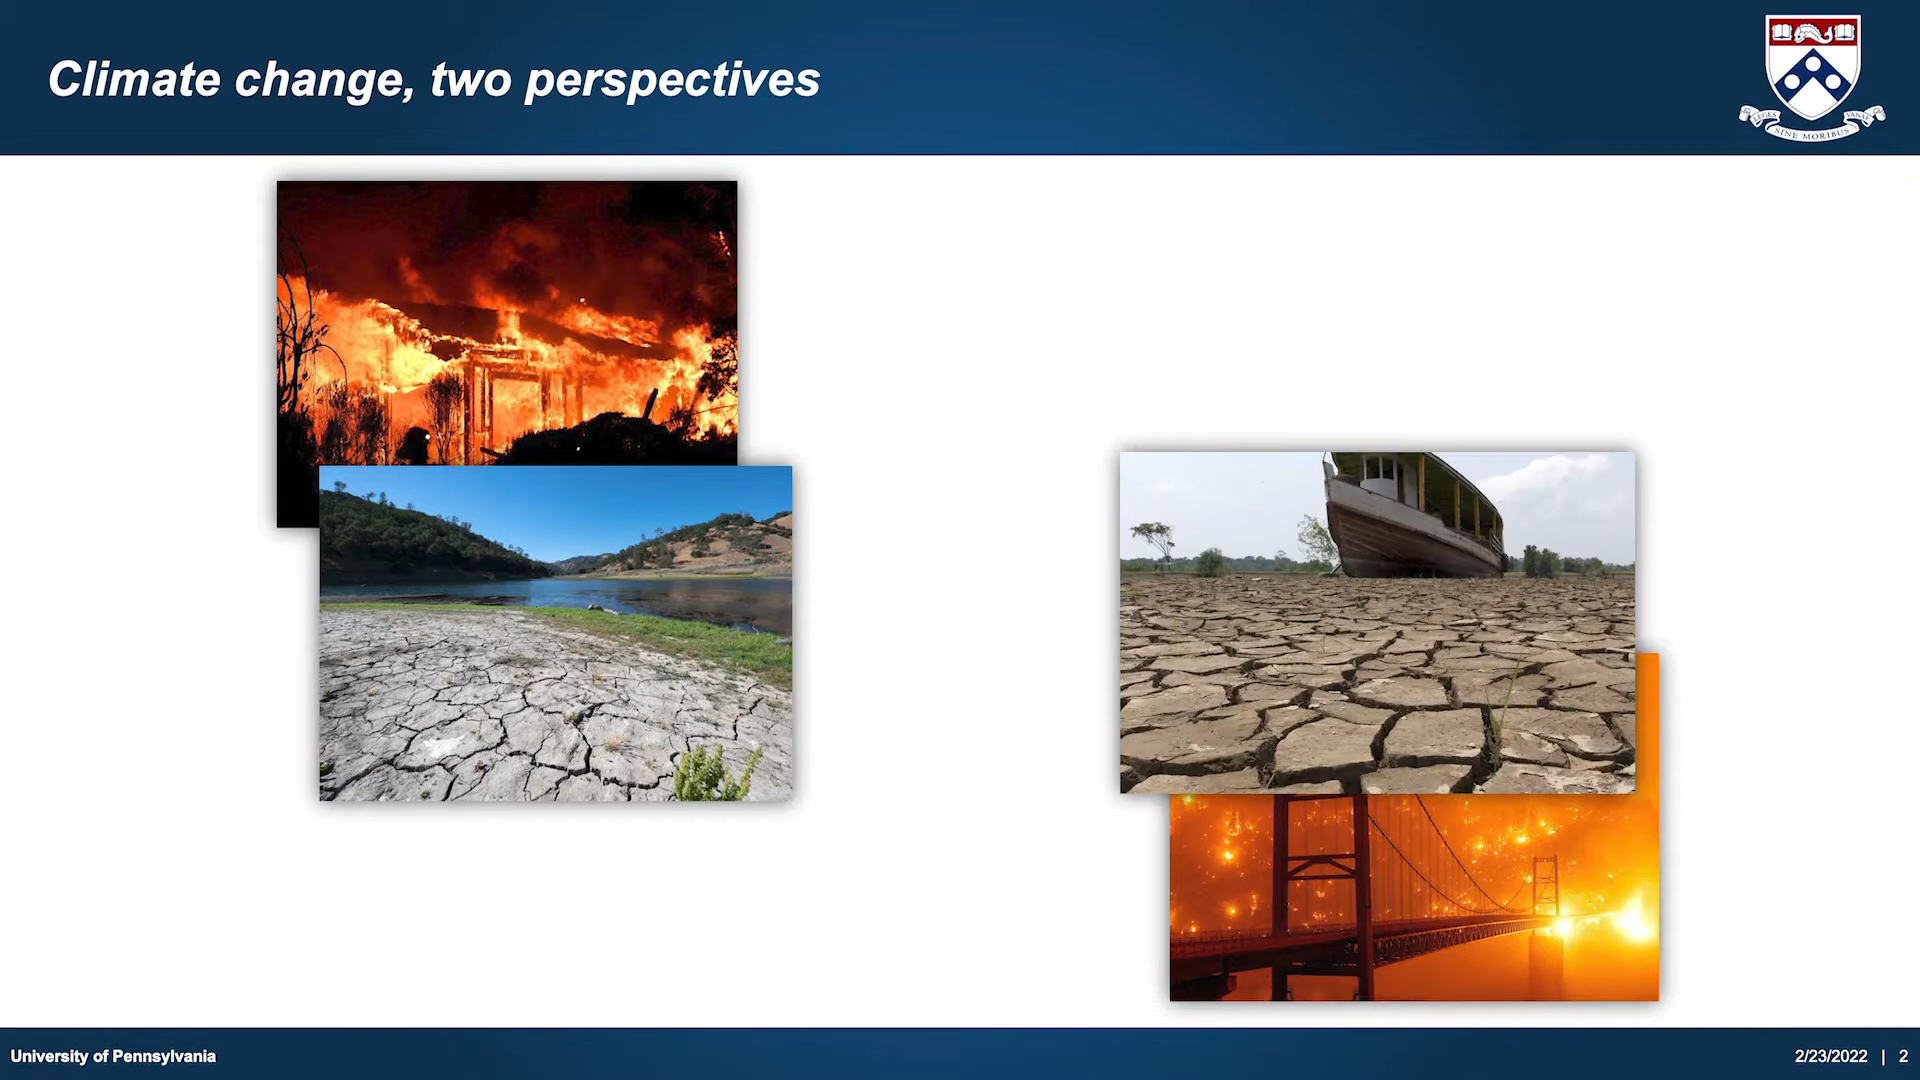 Climate change, two perspectives
LEGES
VANAE
SINE MORIBUS
University of Pennsylvania
2/23/2022 | 2